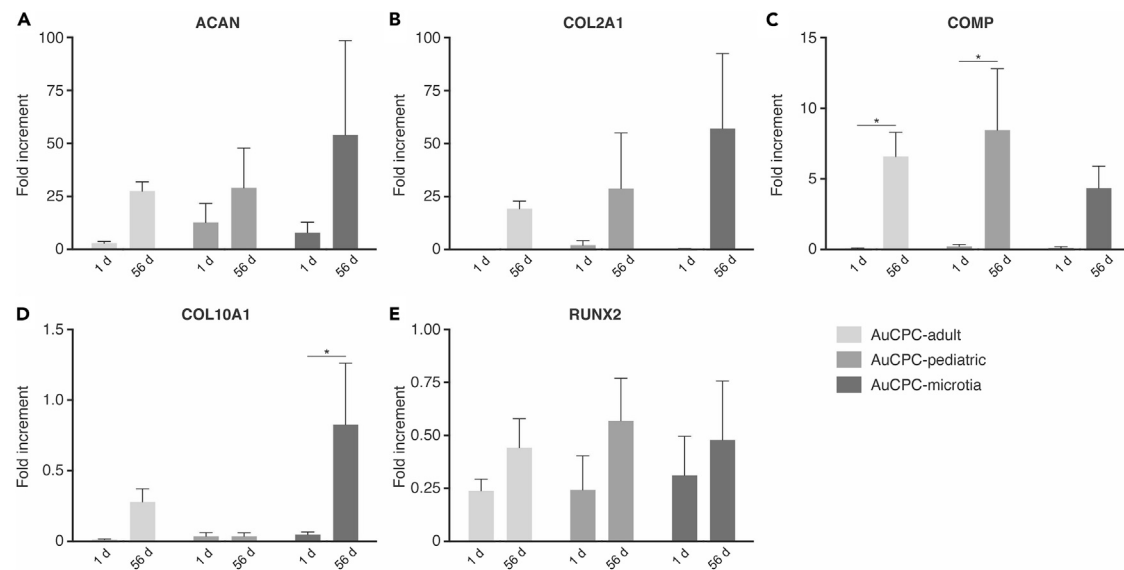 A
ACAN
Fold increment
100
75
50
25
0
1 d
56 d
1 d
56 d
1 d
56 d
B
COL2A1
Fold increment
100
75
50
25
0
1 d
56 d
1 d
56 d
1 d
56 d
C
COMP
Fold increment
15
10
5
0
*
*
1 d
56 d
1 d
56 d
1 d
56 d
D
COL10A1
Fold increment
1.5
1.0
0.5
0
*
1 d
56 d
1 d
56 d
1 d
56 d
E
RUNX2
Fold increment
1.00
0.75
0.50
0.25
0
1 d
56 d
1 d
56 d
1 d
56 d
AuCPC-adult
AuCPC-pediatric
AuCPC-microtia